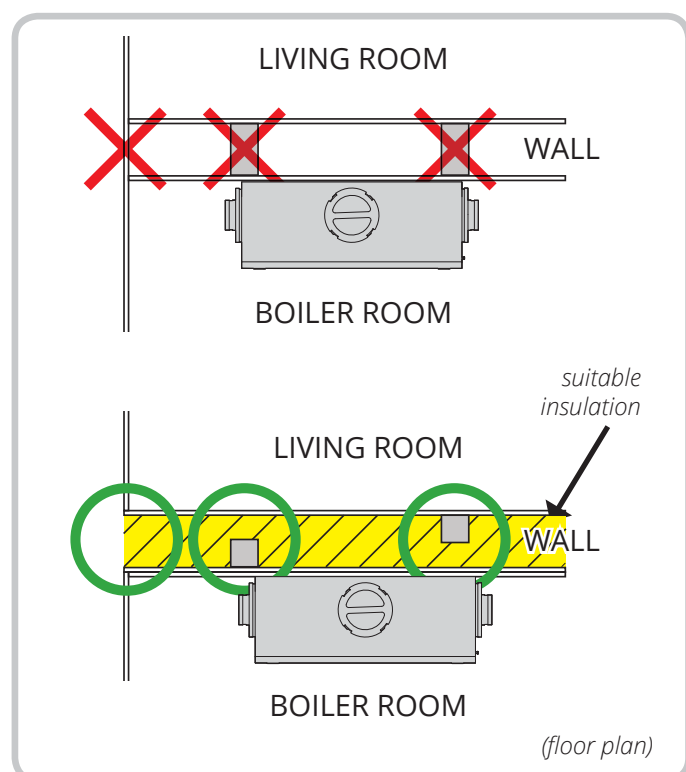 LIVING ROOM
WALL
BOILER ROOM
suitable
insulation
LIVING ROOM
WALL
BOILER ROOM
(floor plan)